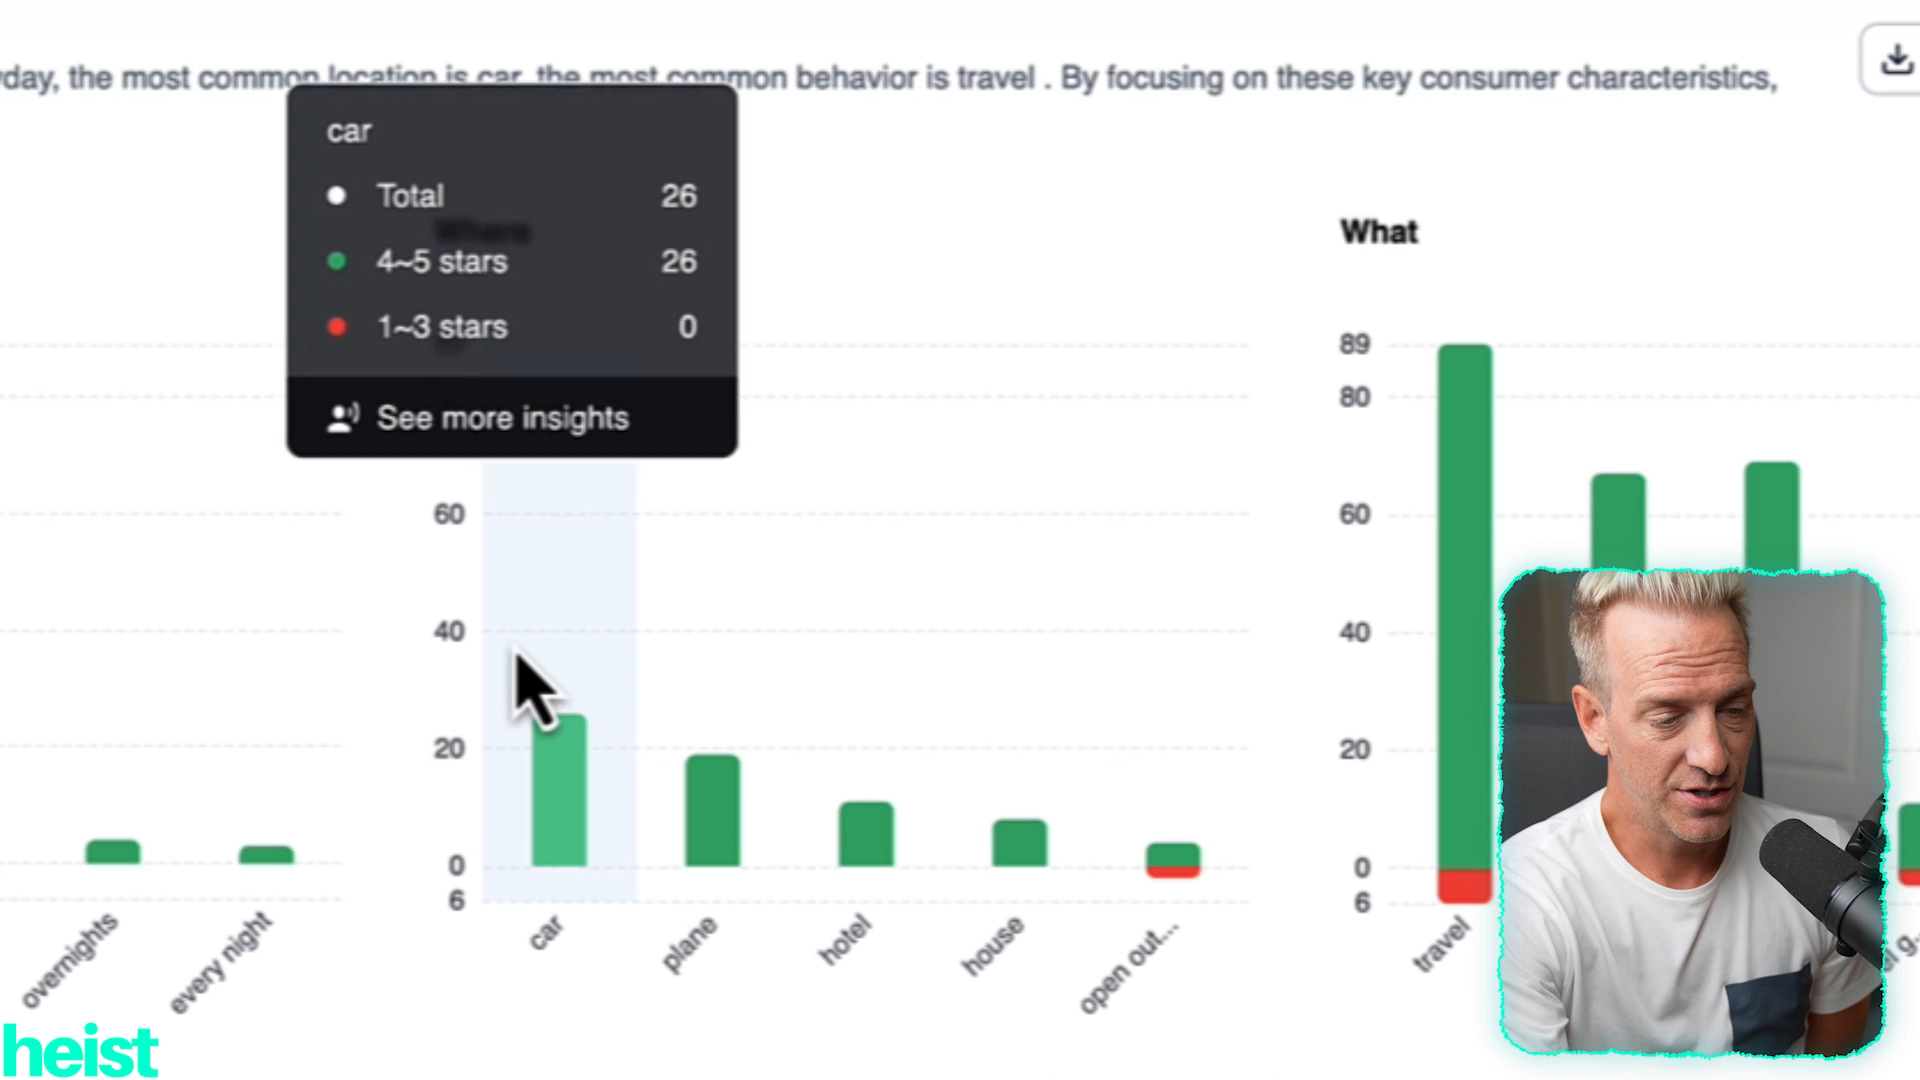 day, the most common location is car, the most common behavior is travel . By focusing on these key consumer characteristics,
car
Total 26
4~5 stars 26
1~3 stars 0
See more insights
Where
60
40
20
0
6
What
89
80
60
40
20
0
6
overnights
every night
car
plane
hotel
house
open out...
travel
g...
heist